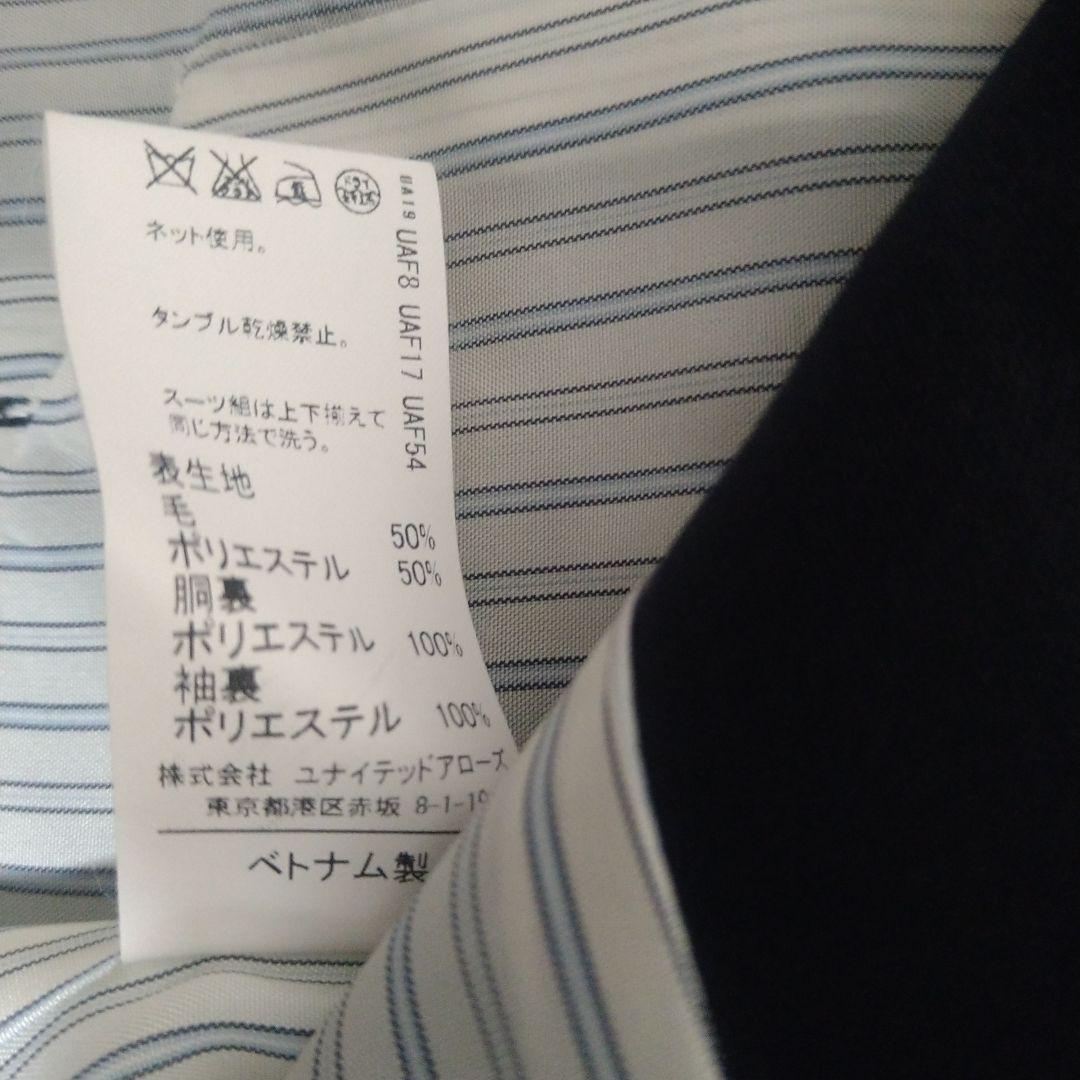 UA19 UAF8 UAF17 UAF54
ネット使用。
タンブル乾燥禁止。
スーツ組は上下揃えて
同じ方法で洗う。
表生地
毛 50%
ポリエステル 50%
胴裏
ポリエステル 100%
袖裏
ポリエステル 100%
株式会社 ユナイテッドアローズ
東京都港区赤坂
ベトナム製